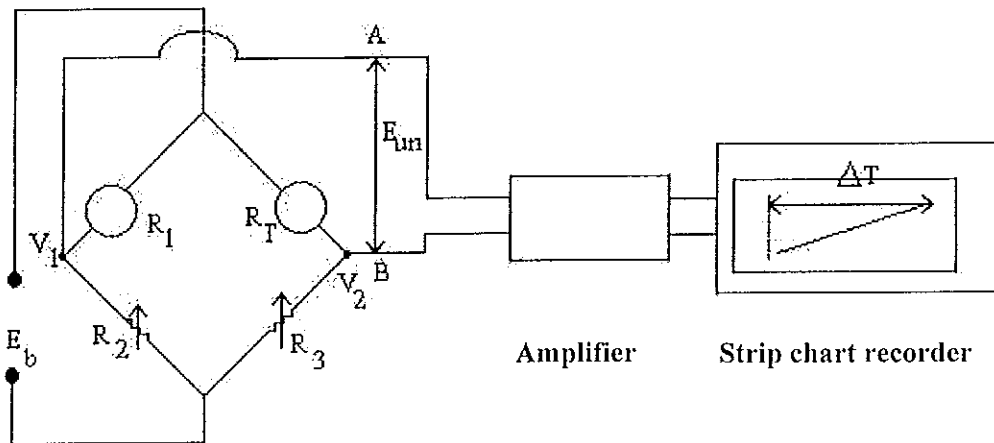 A
E_un
ΔT
R_1
R_T
V_1
B
V_2
E_b
R_2
R_3
Amplifier
Strip chart recorder